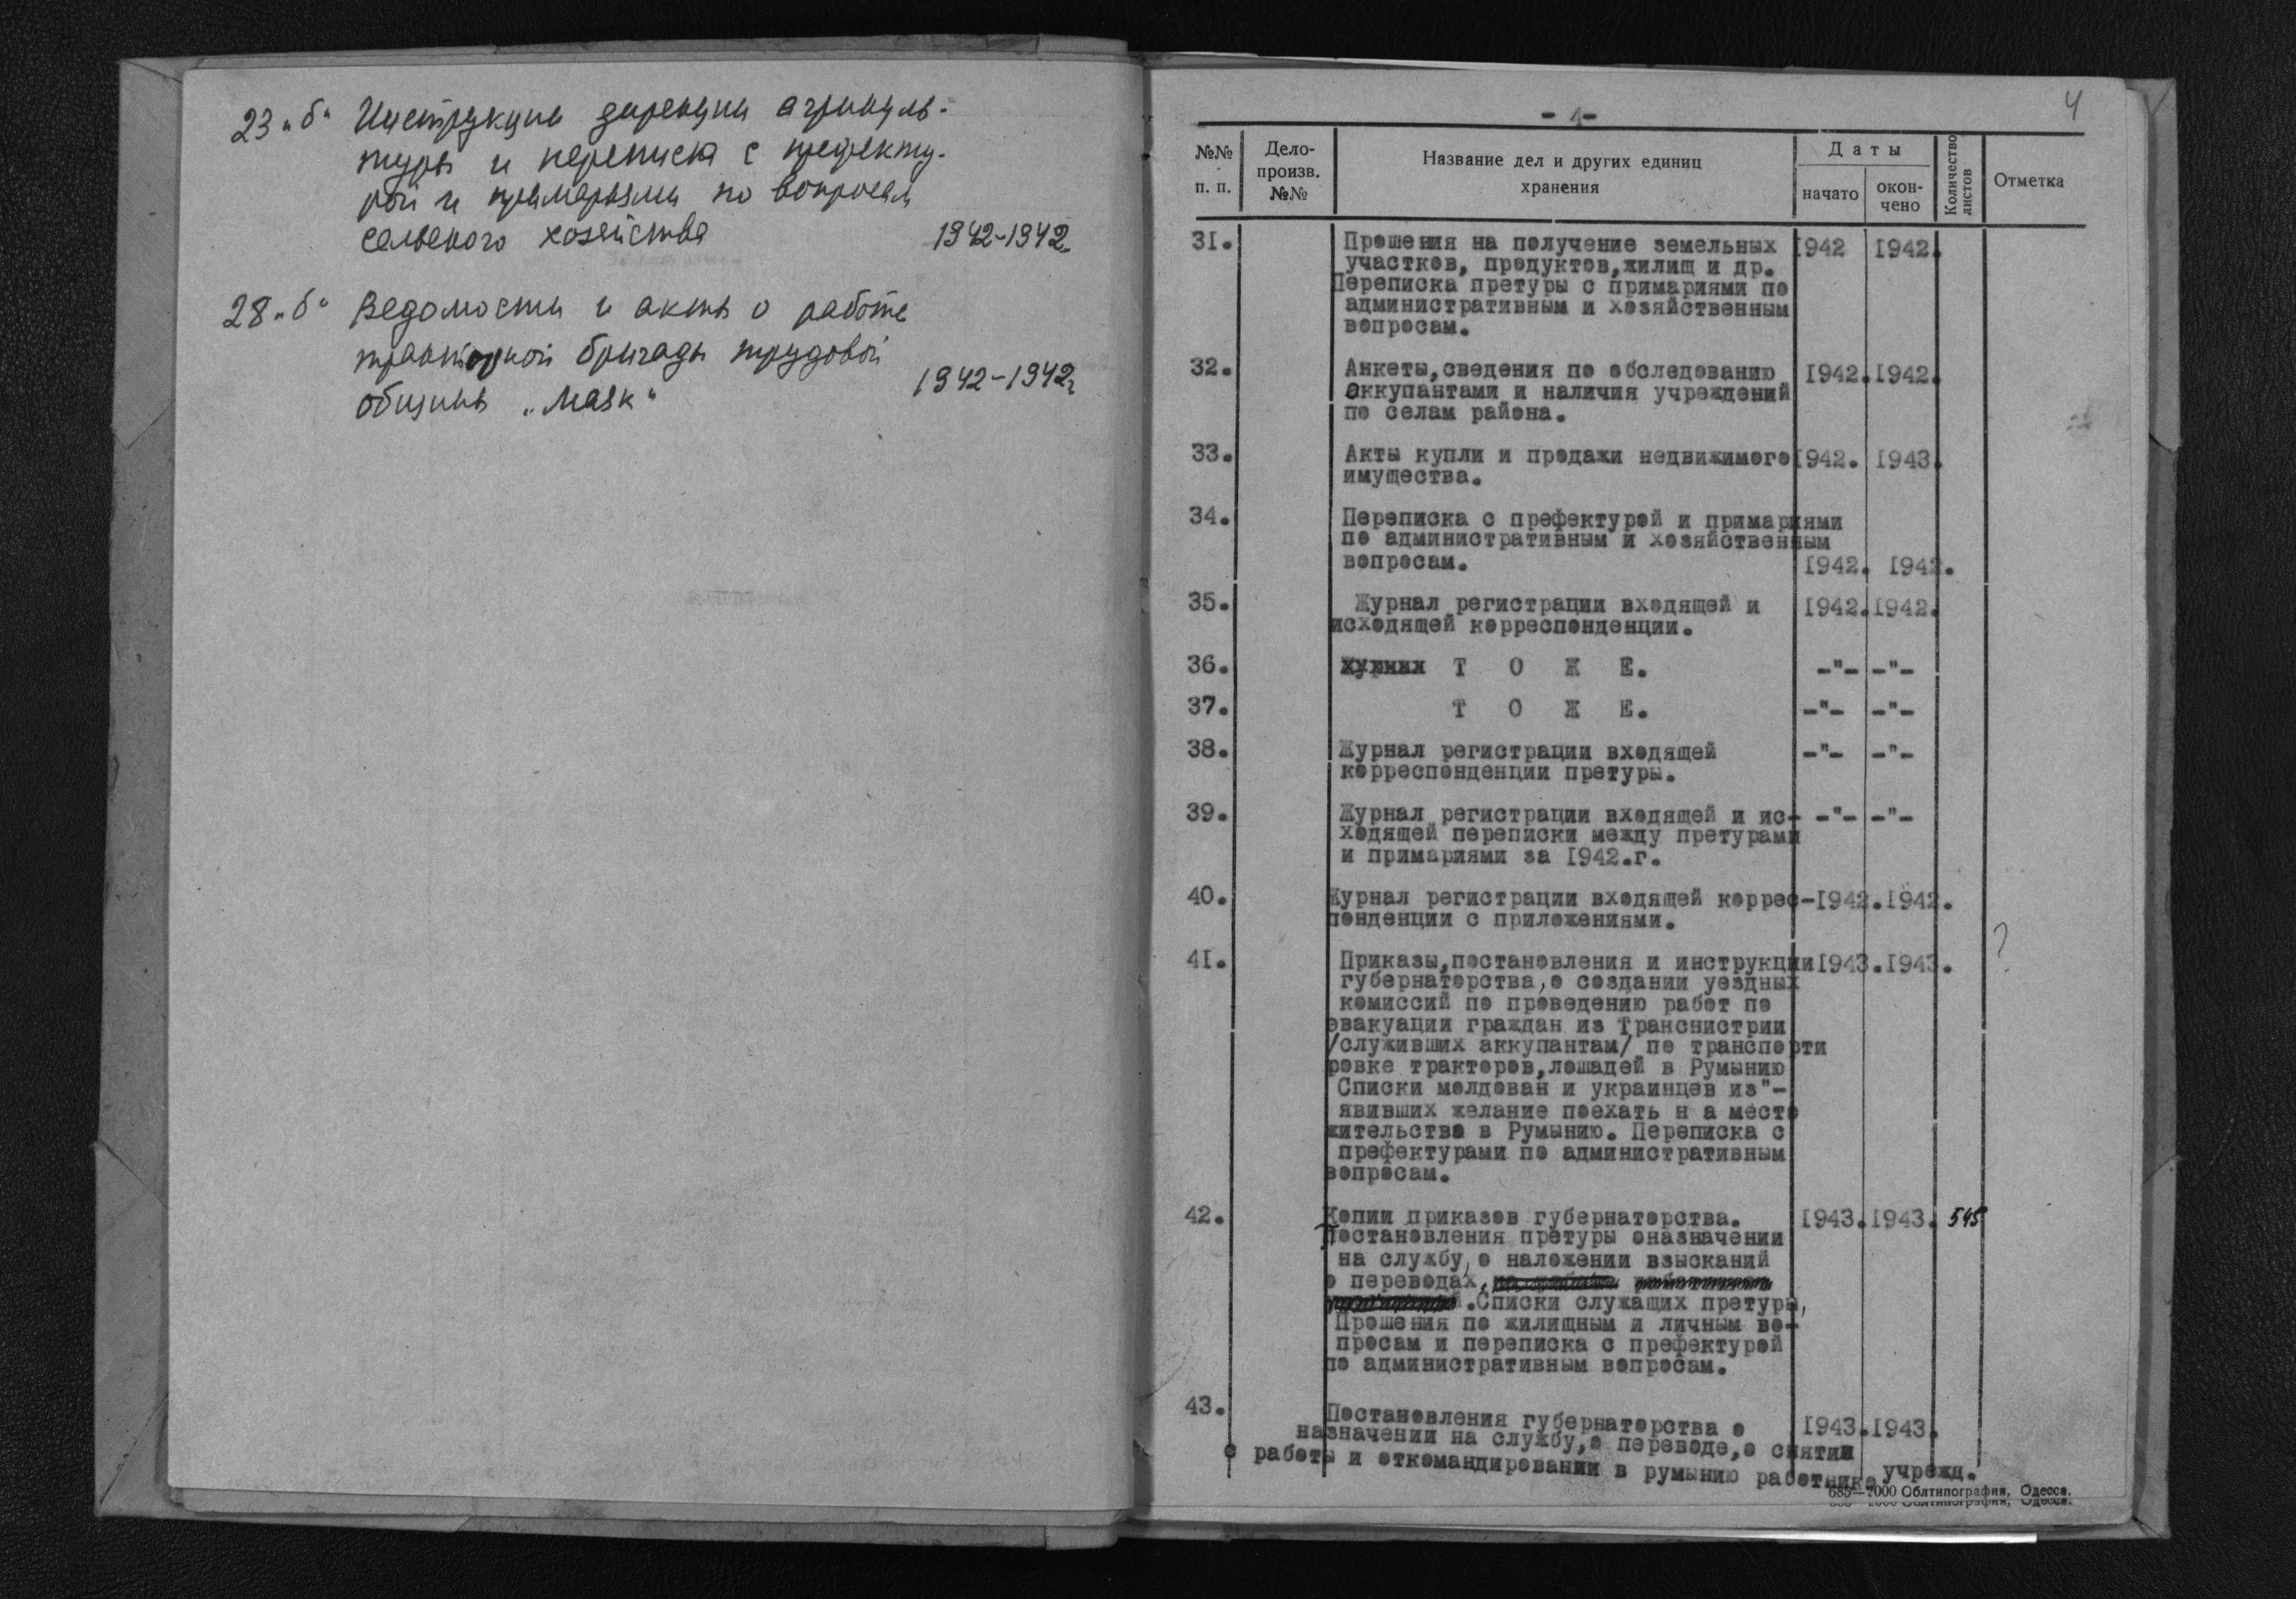 23 „б" Инструкции дирекции агрикуль-
туры и переписка с префекту-
рой и примариями по вопросам
сельского хозяйства 1942-1942
28 „б" Ведомости и акты о работе
тракторной бригады трудовой
общины „Маяк" 1942-1942г
4
- 4-
№№ п. п.
Дело-произв. №№
Название дел и других единиц хранения
Даты
начато
окон-чено
Количество листов
Отметка
31. Прошения на получение земельных 1942 1942.
участков, продуктов,жилищ и др.
Переписка претуры с примариями по
административным и хозяйственным
вопросам.
32. Анкеты,сведения по обследованию 1942. 1942.
оккупантами и наличия учреждений
по селам района.
33. Акты купли и продажи недвижимого 1942. 1943.
имущества.
34. Переписка с префектурой и примариями
по административным и хозяйственным
вопросам. 1942. 1942.
35. Журнал регистрации входящей и 1942. 1942.
исходящей корреспонденции.
36. Т О Ж Е. -"- -"-
37. Т О Ж Е. -"- -"-
38. Журнал регистрации входящей -"- -"-
корреспонденции претуры.
39. Журнал регистрации входящей и ис- -"- -"-
ходящей переписки между претурами
и примариями за 1942.г.
40. Журнал регистрации входящей коррес- 1942. 1942.
понденции с приложениями.
?
41. Приказы,постановления и инструкции 1943. 1943.
губернаторства,о создании уездных
комиссий по проведению работ по
эвакуации граждан из Транснистрии
/служивших аккупантам/ по транспорти
ровке тракторов,лошадей в Румынию
Списки молдован и украинцев из"-
явивших желание поехать н а место
жительства в Румынию. Переписка с
префектурами по административным
вопросам.
42. Копии приказов губернаторства. 1943. 1943. 545
Постановления претуры оназначении
на службу,о наложении взысканий
о переводах,
.Списки служащих претуры,
Прошения по жилищным и личным во-
просам и переписка с префектурой
по административным вопросам.
43. Постановления губернаторства о 1943. 1943.
назначении на службу,о переводе,о снятии
с работы и откомандировании в румынию работника учрежд.
685—2000 Облтипография, Одесса.